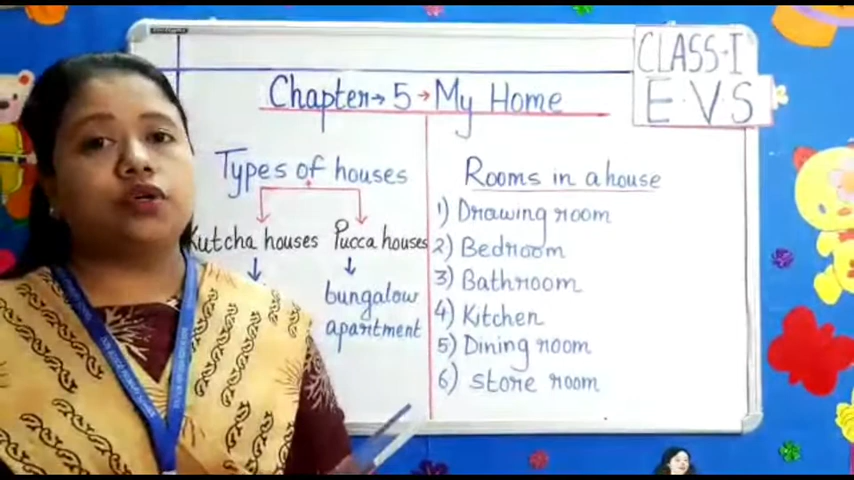 CLASS-I
E.V.S
Chapter→5→My Home
Types of houses
Kutcha houses
Pucca houses
bungalow
apartment
Rooms in a house
1) Drawing room
2) Bedroom
3) Bathroom
4) Kitchen
5) Dining room
6) store room